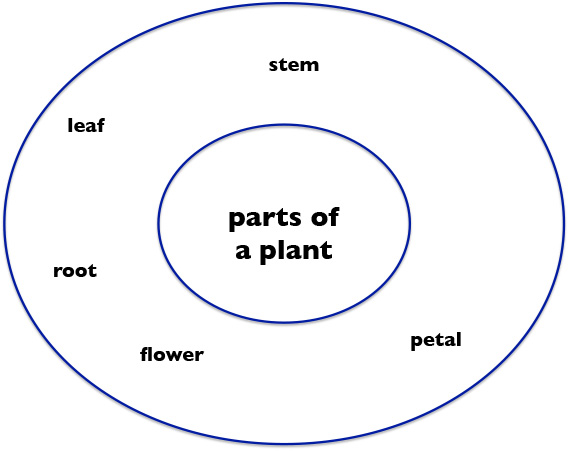 stem
leaf
parts of
a plant
root
petal
flower